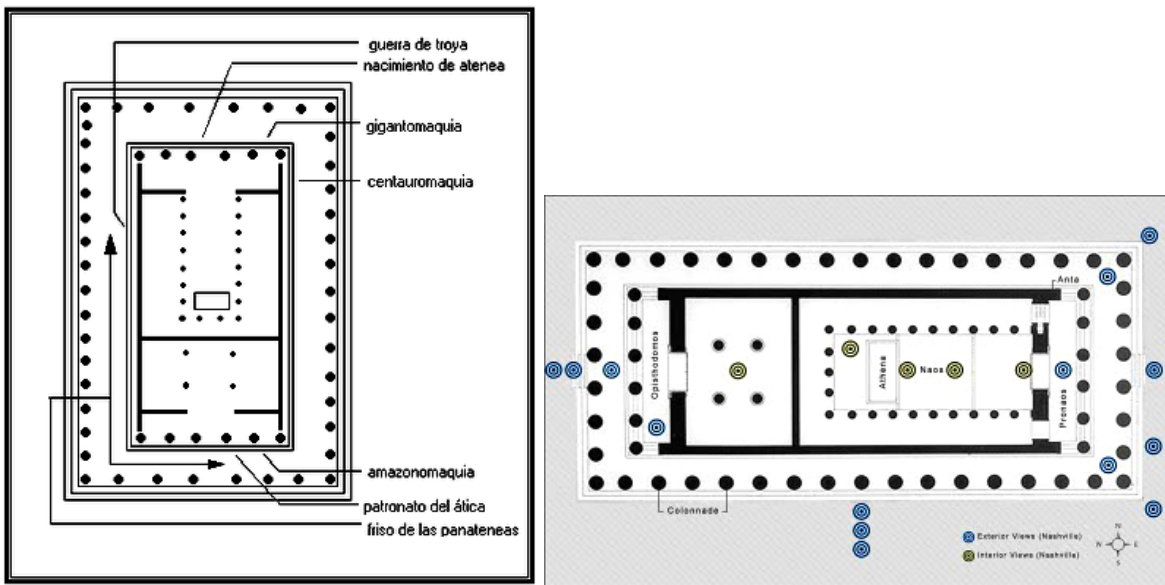 guerra de troya
nacimiento de atenea
gigantomaquia
centauromaquia
amazonomaquia
patronato del ática
friso de las panateneas
Anta
Opisthodomos
Athena
Naos
Pronaos
Colonnade
Exterior Views (Nashville)
Interior Views (Nashville)
N
W E
S